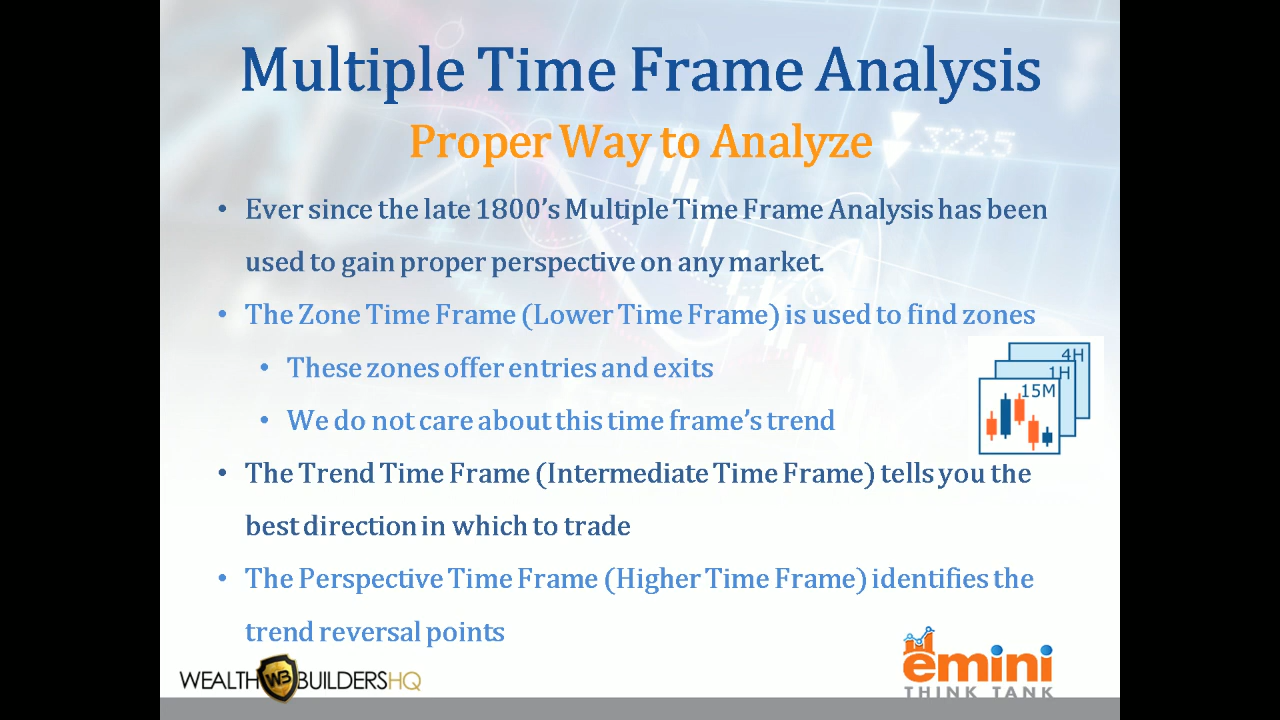 Multiple Time Frame Analysis
Proper Way to Analyze
3225
• Ever since the late 1800’s Multiple Time Frame Analysis has been
used to gain proper perspective on any market.
• The Zone Time Frame (Lower Time Frame) is used to find zones
• These zones offer entries and exits
• We do not care about this time frame’s trend
4H
1H
15M
• The Trend Time Frame (Intermediate Time Frame) tells you the
best direction in which to trade
• The Perspective Time Frame (Higher Time Frame) identifies the
trend reversal points
WEALTH WB BUILDERSHQ
emini
THINK TANK